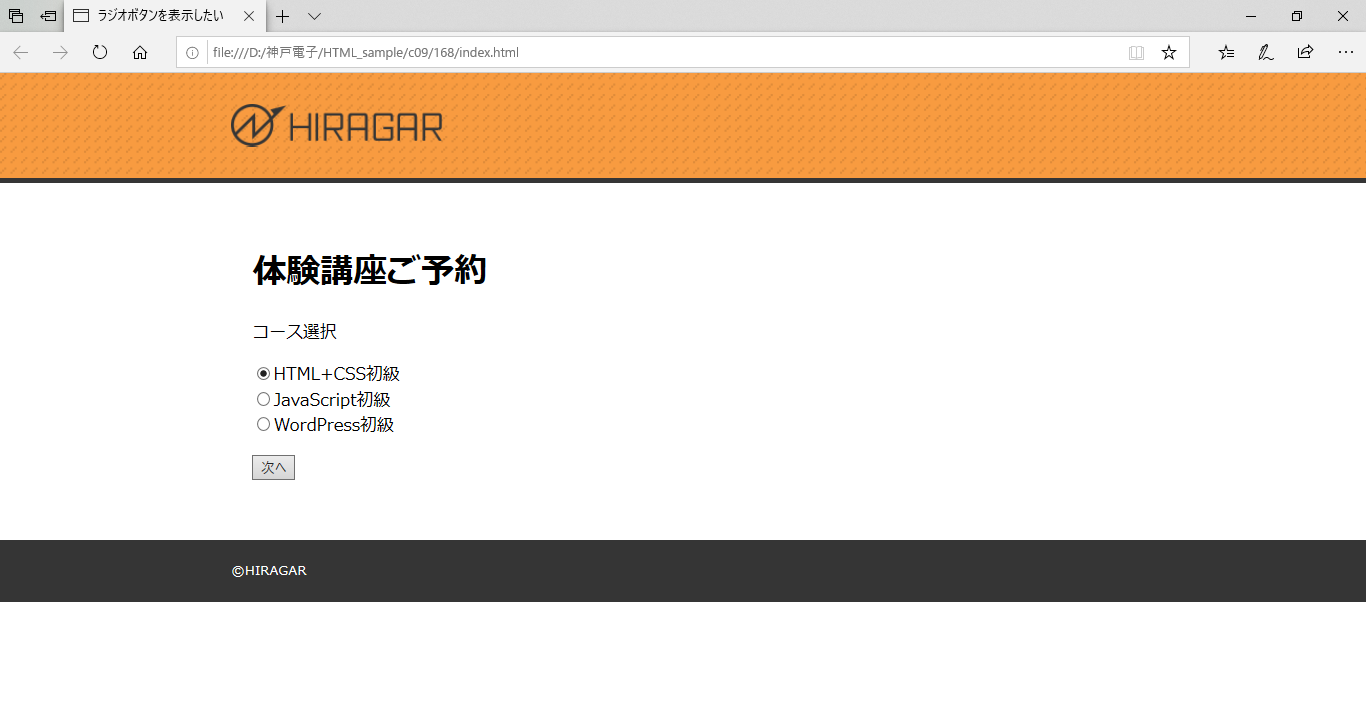 ラジオボタンを表示したい
file:///D:/神戸電子/HTML_sample/c09/168/index.html
HIRAGAR
体験講座ご予約
コース選択
HTML+CSS初級
JavaScript初級
WordPress初級
次へ
©HIRAGAR